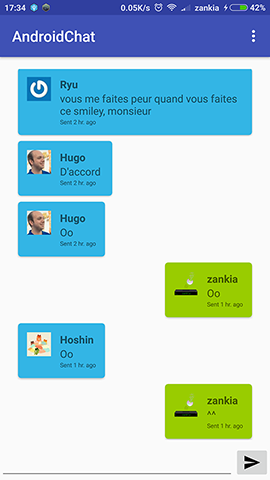 17:34 0.05K/s zankia 42%
AndroidChat
Ryu
vous me faites peur quand vous faites
ce smiley, monsieur
Sent 2 hr. ago
Hugo
D'accord
Sent 2 hr. ago
Hugo
Oo
Sent 2 hr. ago
zankia
Oo
Sent 1 hr. ago
Hoshin
Oo
Sent 1 hr. ago
zankia
^^
Sent 1 hr. ago